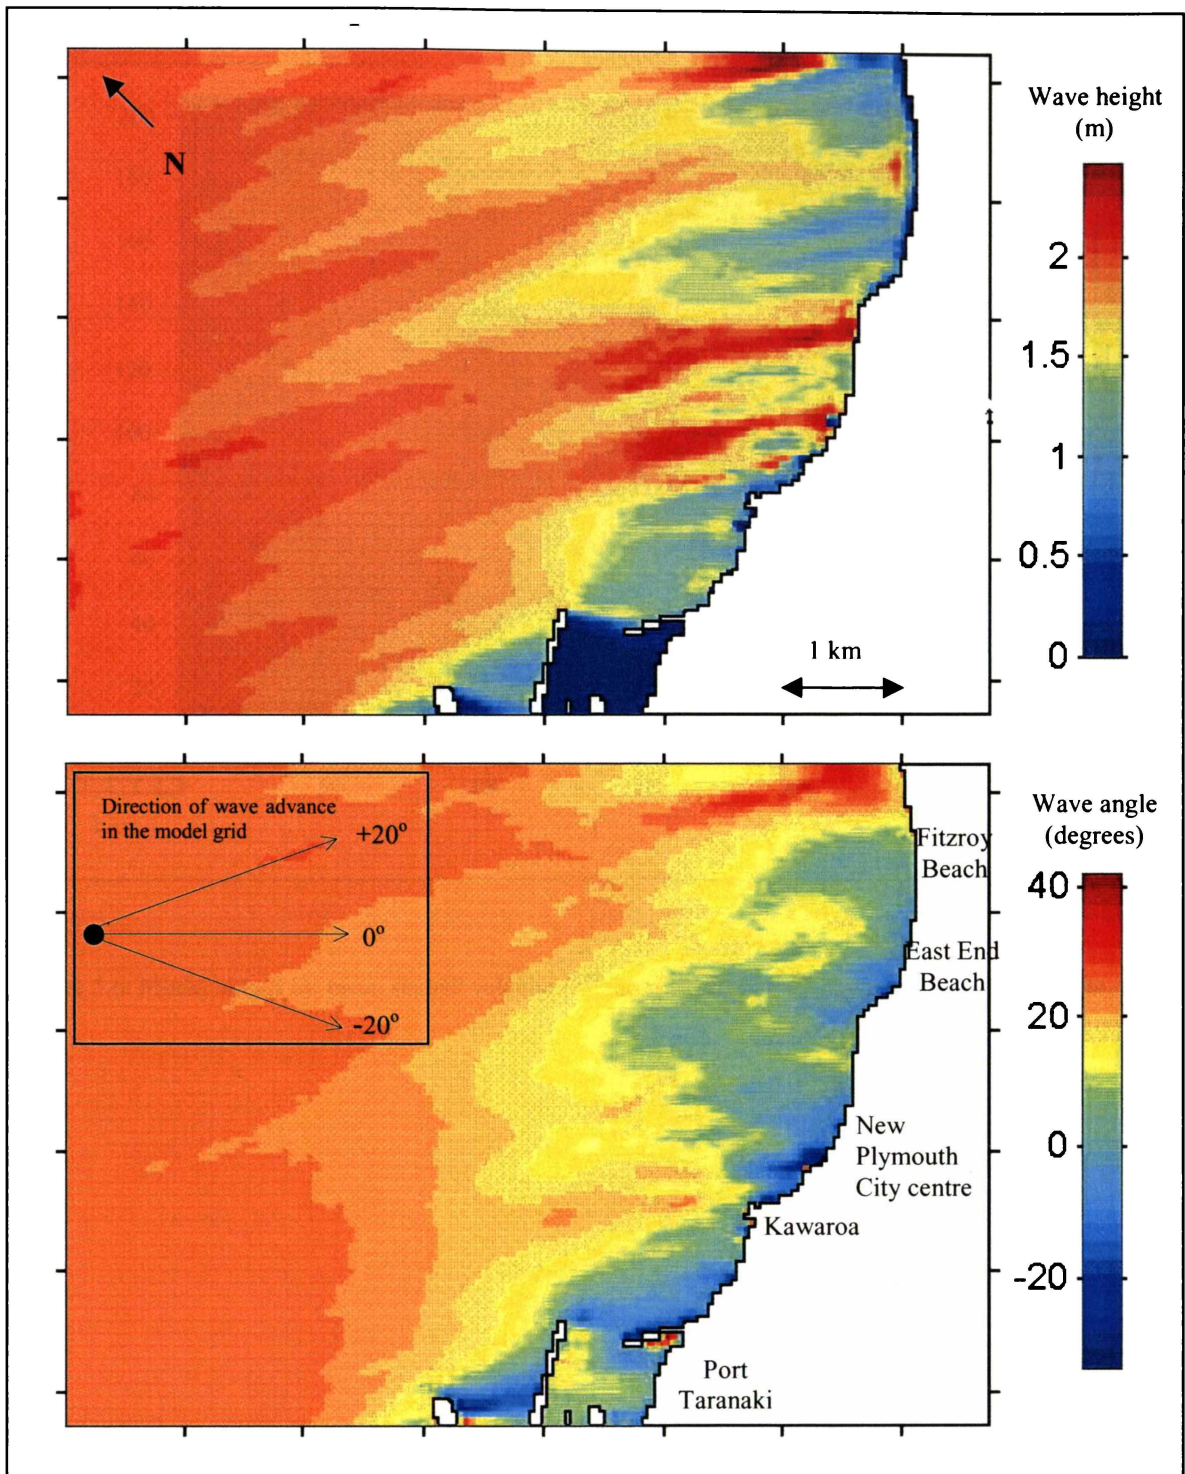 N
Wave height
(m)
2
1.5
1
0.5
0
1 km
Direction of wave advance
in the model grid
+20°
0°
-20°
Fitzroy
Beach
East End
Beach
New
Plymouth
City centre
Kawaroa
Port
Taranaki
Wave angle
(degrees)
40
20
0
-20